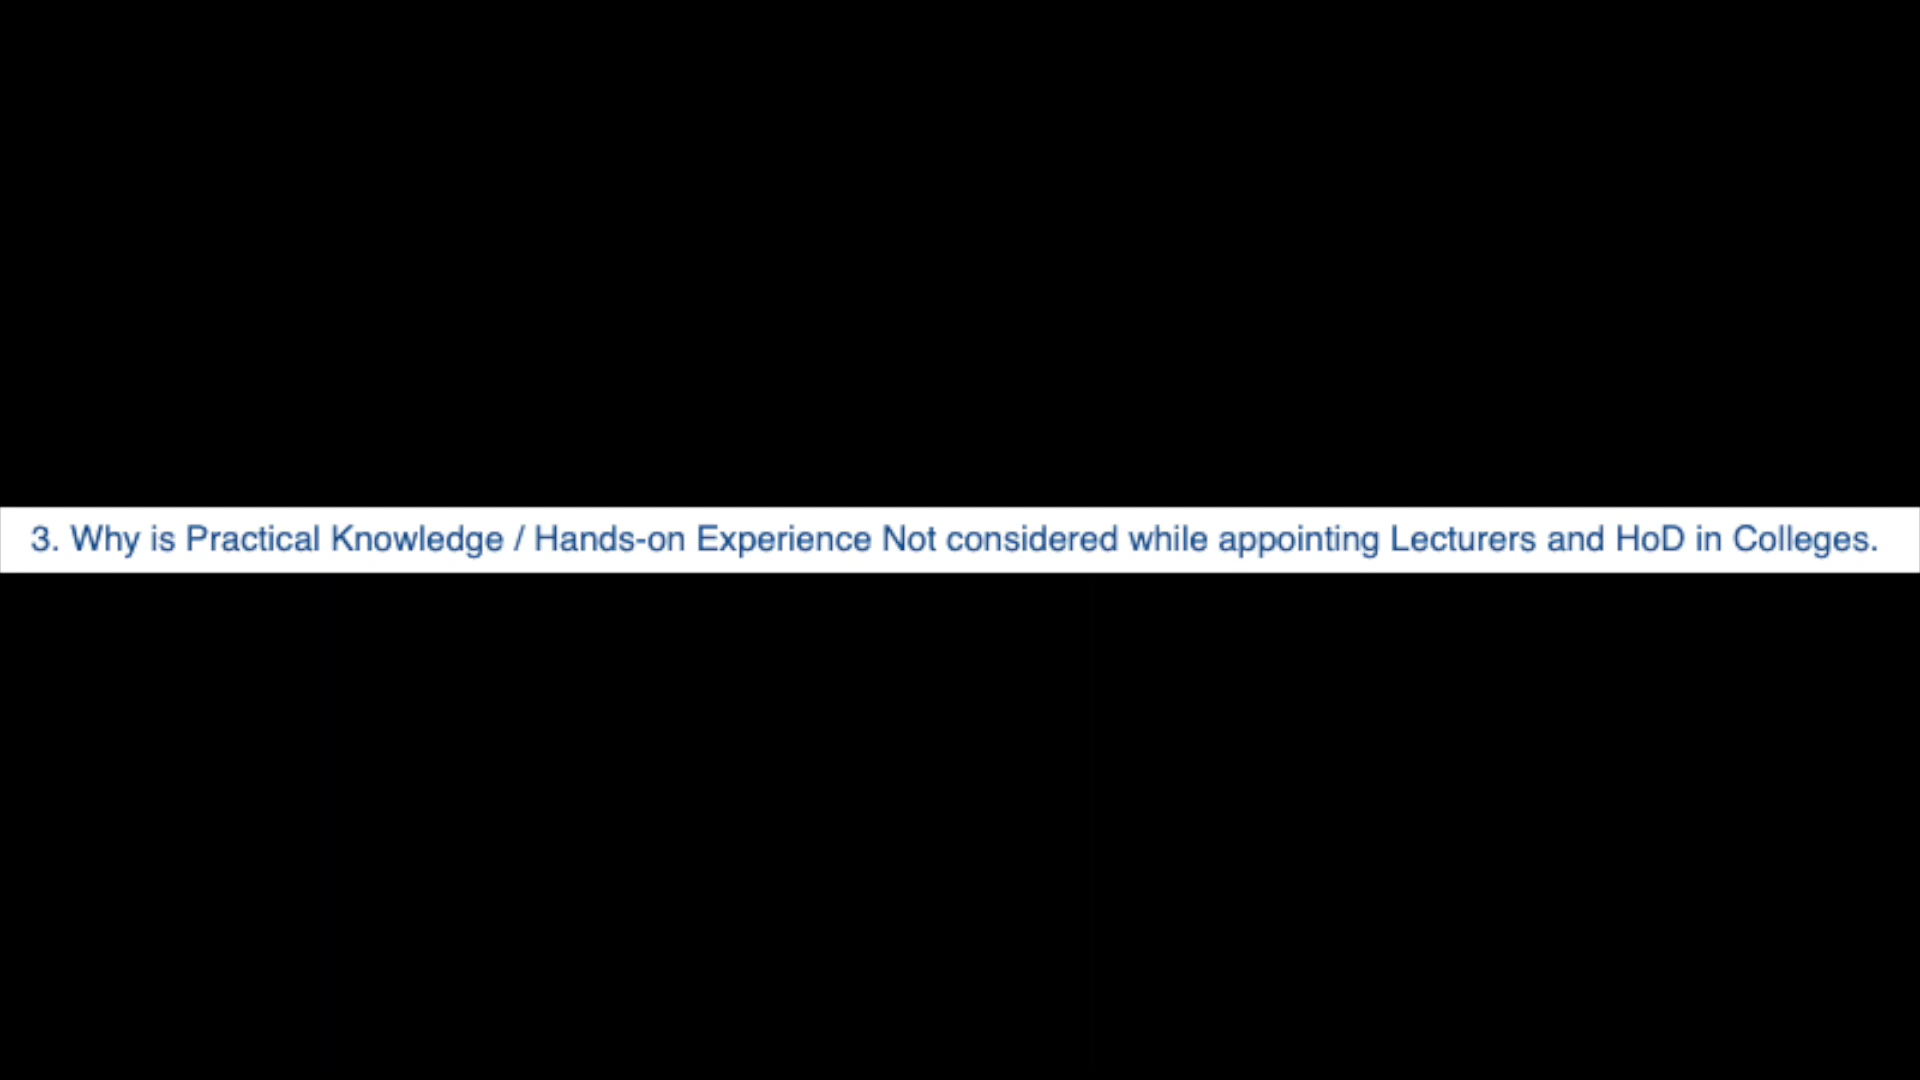 3. Why is Practical Knowledge / Hands-on Experience Not considered while appointing Lecturers and HoD in Colleges.